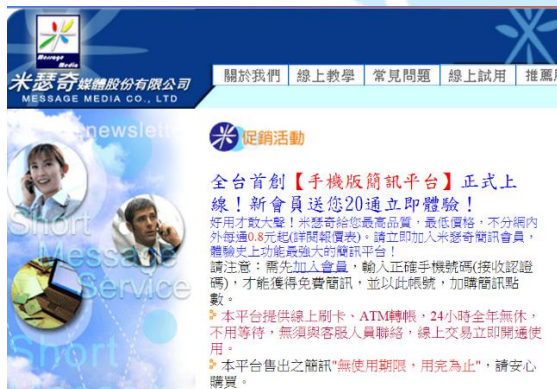 Message
Media
米瑟奇媒體股份有限公司
MESSAGE MEDIA CO., LTD
關於我們
線上教學
常見問題
線上試用
newslett
Short
Message
Service
Short
促銷活動
全台首創【手機版簡訊平台】正式上
線！新會員送您20通立即體驗！
好用才敢大聲！米瑟奇給您最高品質，最低價格，不分網內
外每通0.8元起(詳閱報價表)。請立即加入米瑟奇簡訊會員，
體驗史上功能最強大的簡訊平台！
請注意：需先加入會員，輸入正確手機號碼(接收認證
碼)，才能獲得免費簡訊，並以此帳號，加購簡訊點
數。
本平台提供線上刷卡、ATM轉帳，24小時全年無休，
不用等待，無須與客服人員聯絡，線上交易立即開通使
用。
本平台售出之簡訊"無使用期限，用完為止"，請安心
購買。